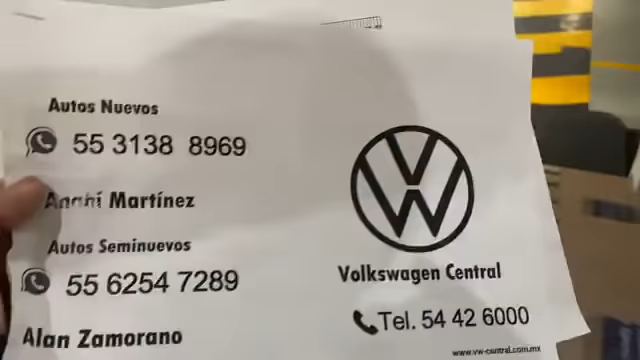 Autos Nuevos
55 3138 8969
Anahí Martínez
Autos Seminuevos
55 6254 7289
Alan Zamorano
Volkswagen Central
Tel. 54 42 6000
www.vw-central.com.mx